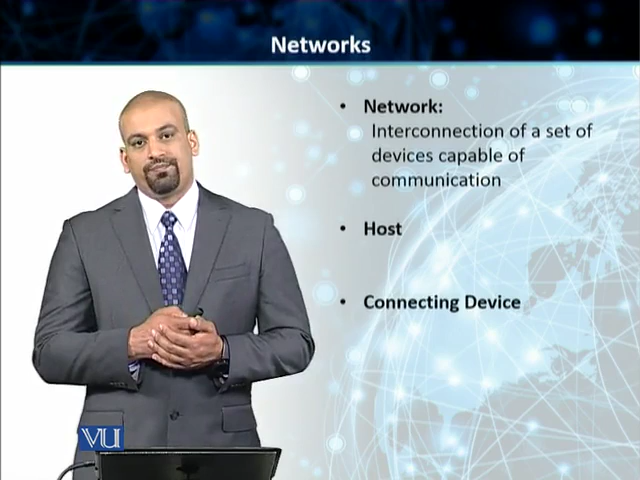 Networks
• Network:
Interconnection of a set of
devices capable of
communication
• Host
• Connecting Device
VU